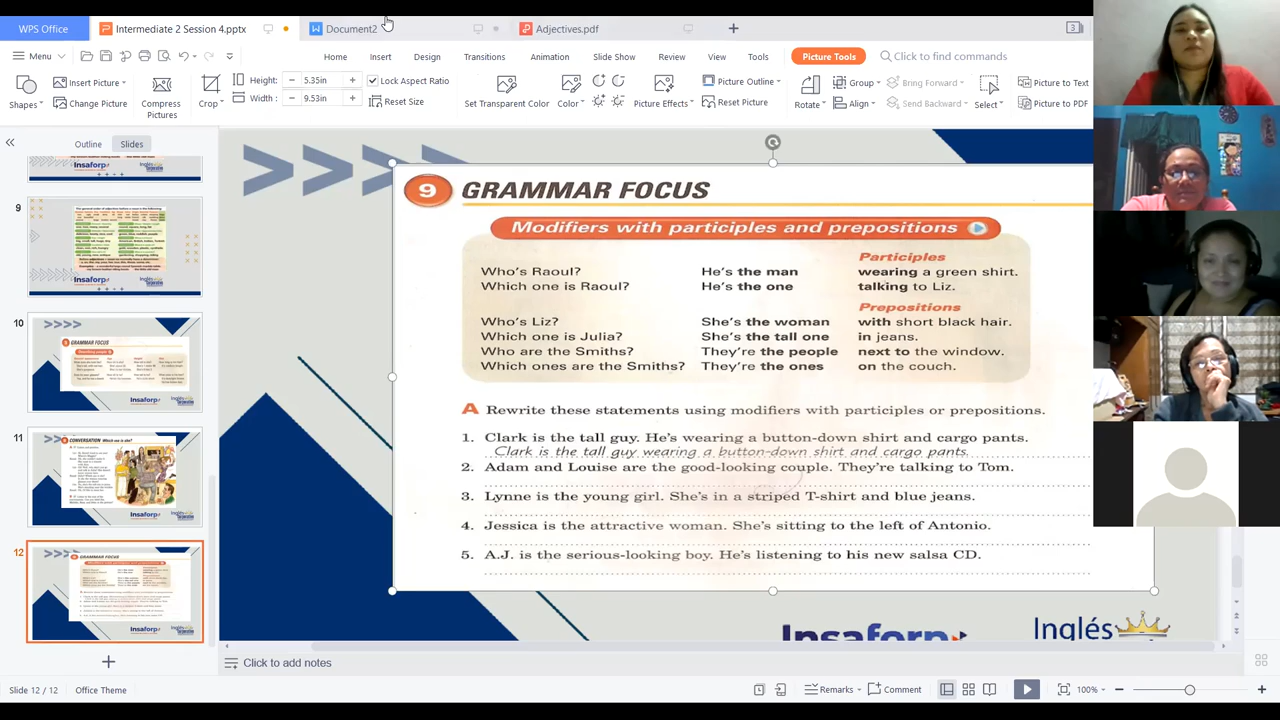 WPS Office
Intermediate 2 Session 4.pptx
Document2
Adjectives.pdf
3
Menu
Home
Insert
Design
Transitions
Animation
Slide Show
Review
View
Tools
Picture Tools
Click to find commands
Shapes
Insert Picture
Change Picture
Compress
Pictures
Crop
Height:
5.35in
Width :
9.53in
Lock Aspect Ratio
Reset Size
Set Transparent Color
Color
Picture Effects
Picture Outline
Reset Picture
Rotate
Group
Align
Bring Forward
Send Backward
Select
Picture to Text
Picture to PDF
Outline
Slides
9
10
11
12
GRAMMAR FOCUS
CONVERSATION Which one is she?
GRAMMAR FOCUS
Insaforp
9 GRAMMAR FOCUS
Modifiers with participles and prepositions
Participles
Who's Raoul? He's the man wearing a green shirt.
Which one is Raoul? He's the one talking to Liz.
Prepositions
Who's Liz? She's the woman with short black hair.
Which one is Julia? She's the tall one in jeans.
Who are the Smiths? They're the people next to the window.
Which ones are the Smiths? They're the ones on the couch.
A Rewrite these statements using modifiers with participles or prepositions.
1. Clark is the tall guy. He's wearing a button-down shirt and cargo pants.
Clark is the tall guy wearing a button-down shirt and cargo pants.
2. Adam and Louise are the good-looking couple. They're talking to Tom.
3. Lynne is the young girl. She's in a striped T-shirt and blue jeans.
4. Jessica is the attractive woman. She's sitting to the left of Antonio.
5. A.J. is the serious-looking boy. He's listening to his new salsa CD.
Insaforp
Inglés
Click to add notes
Slide 12 / 12
Office Theme
Remarks
Comment
100%